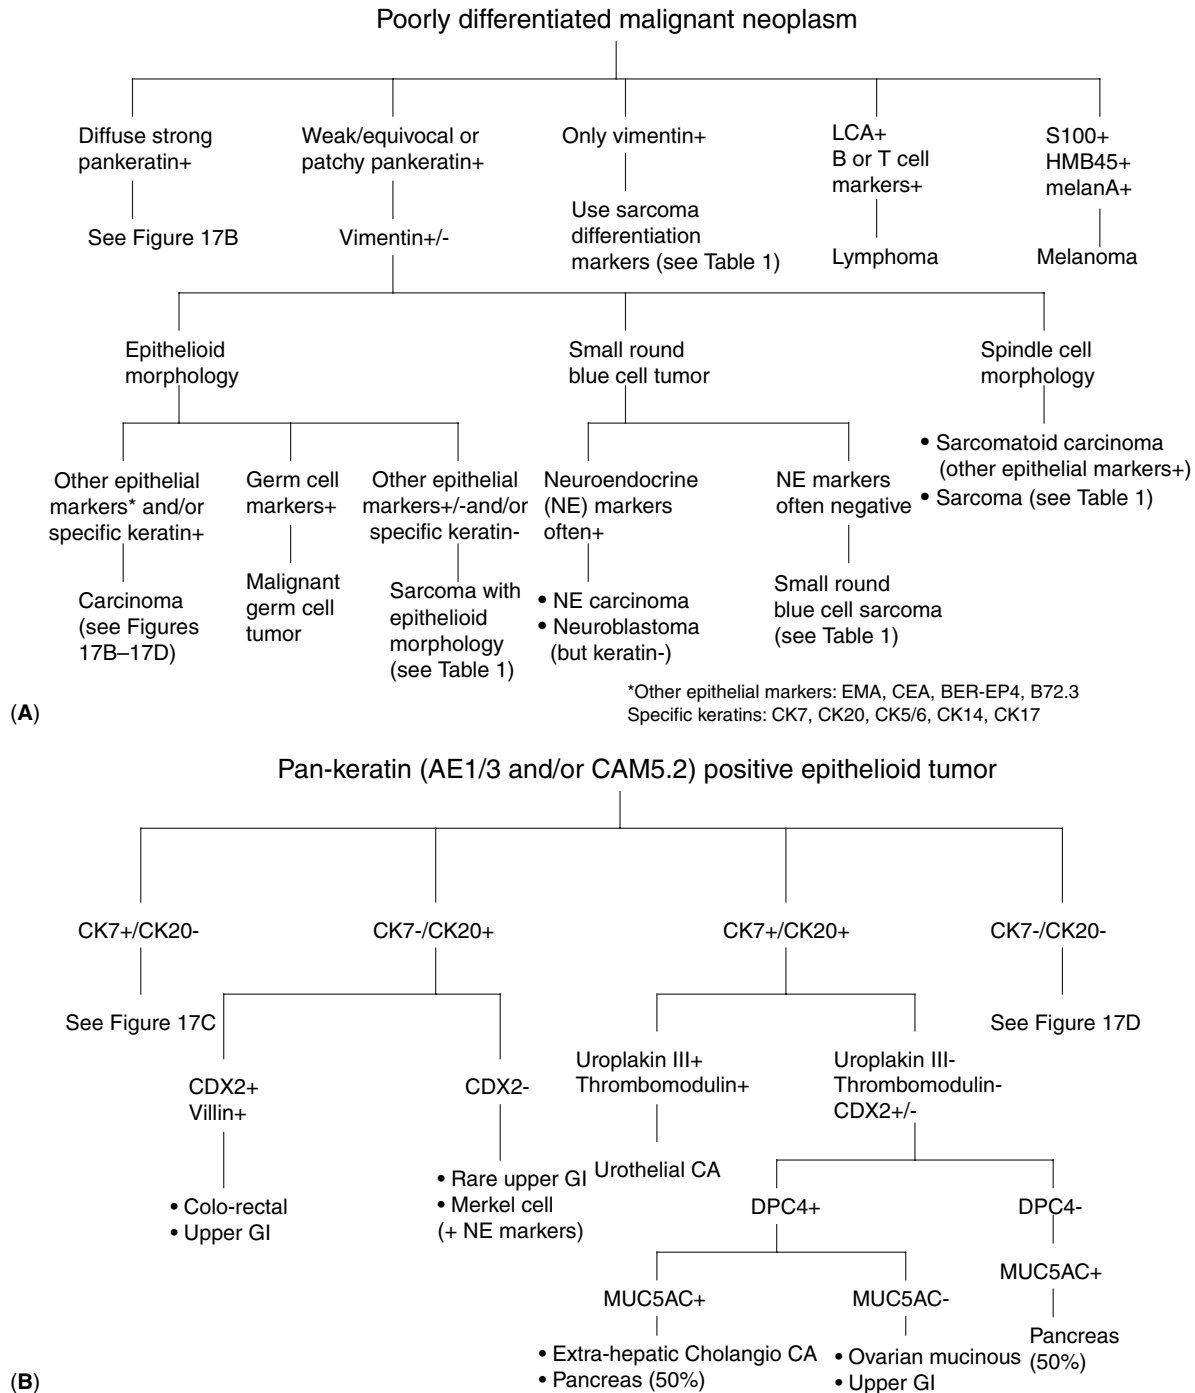 Poorly differentiated malignant neoplasm
Diffuse strong
pankeratin+
See Figure 17B
Weak/equivocal or
patchy pankeratin+
Vimentin+/-
Only vimentin+
Use sarcoma
differentiation
markers (see Table 1)
LCA+
B or T cell
markers+
Lymphoma
S100+
HMB45+
melanA+
Melanoma
Epithelioid
morphology
Small round
blue cell tumor
Spindle cell
morphology
Other epithelial
markers* and/or
specific keratin+
Carcinoma
(see Figures
17B–17D)
Germ cell
markers+
Malignant
germ cell
tumor
Other epithelial
markers+/-and/or
specific keratin-
Sarcoma with
epithelioid
morphology
(see Table 1)
Neuroendocrine
(NE) markers
often+
• NE carcinoma
• Neuroblastoma
(but keratin-)
NE markers
often negative
Small round
blue cell sarcoma
(see Table 1)
• Sarcomatoid carcinoma
(other epithelial markers+)
• Sarcoma (see Table 1)
*Other epithelial markers: EMA, CEA, BER-EP4, B72.3
Specific keratins: CK7, CK20, CK5/6, CK14, CK17
(A)
Pan-keratin (AE1/3 and/or CAM5.2) positive epithelioid tumor
CK7+/CK20-
See Figure 17C
CK7-/CK20+
CDX2+
Villin+
• Colo-rectal
• Upper GI
CDX2-
• Rare upper GI
• Merkel cell
(+ NE markers)
CK7+/CK20+
Uroplakin III+
Thrombomodulin+
Urothelial CA
Uroplakin III-
Thrombomodulin-
CDX2+/-
DPC4+
MUC5AC+
• Extra-hepatic Cholangio CA
• Pancreas (50%)
MUC5AC-
• Ovarian mucinous
• Upper GI
DPC4-
MUC5AC+
Pancreas
(50%)
CK7-/CK20-
See Figure 17D
(B)